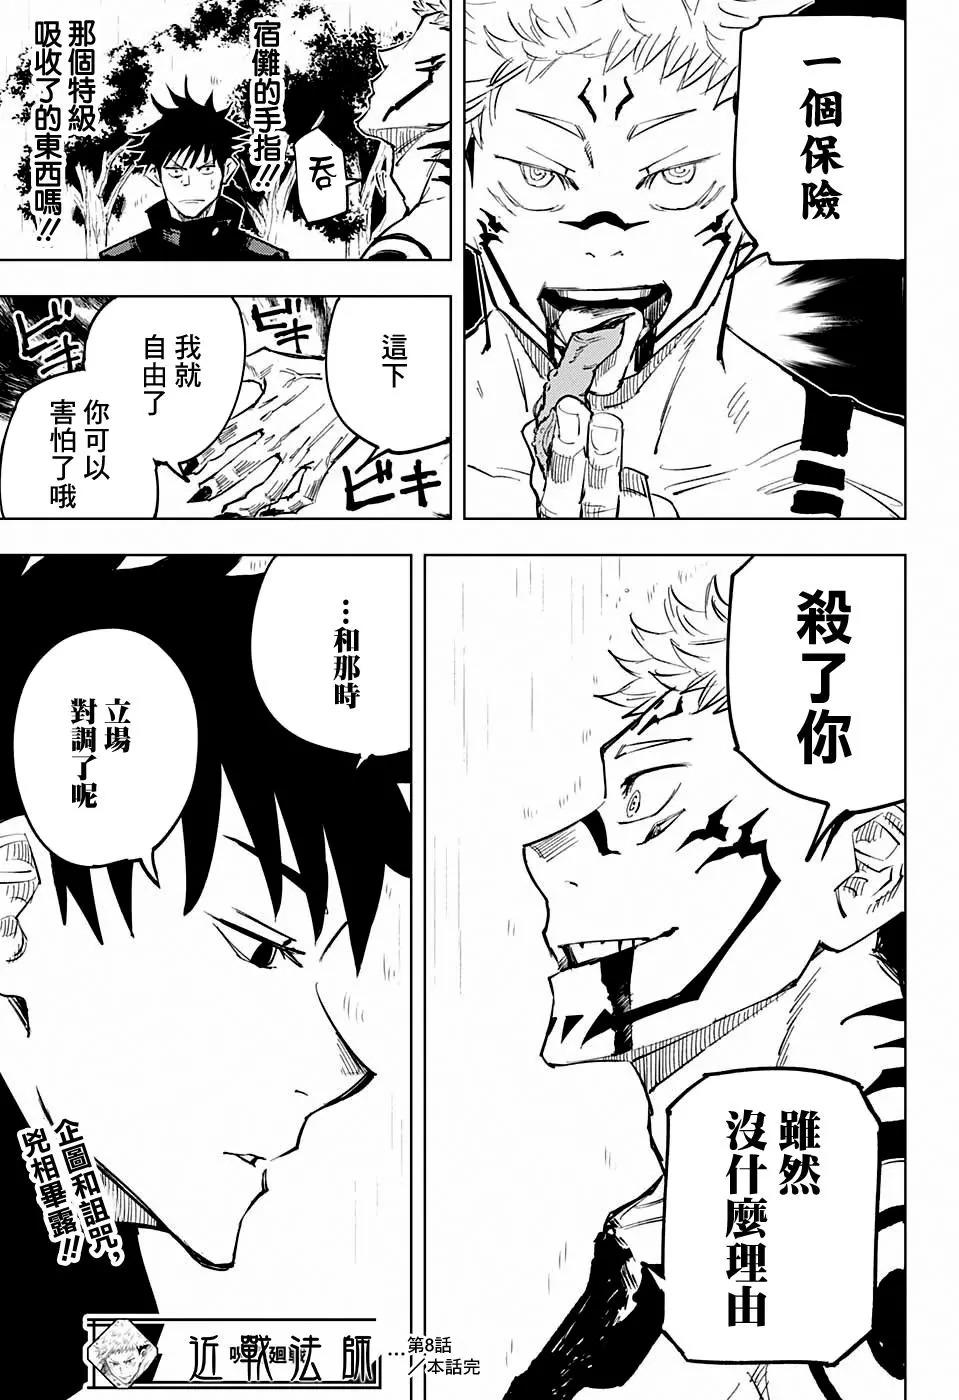 一個保險
宿儺的手指!!
那個特級
吸收了的東西嗎!!
吞
這下
我就
自由了
你可以
害怕了哦
ビキ
ビキ
ビキ
殺了你
雖然
沒什麼理由
…和那時
立場
對調了呢
企圖和詛咒,
兇相畢露!!
近戰法師
…第8話
/本話完